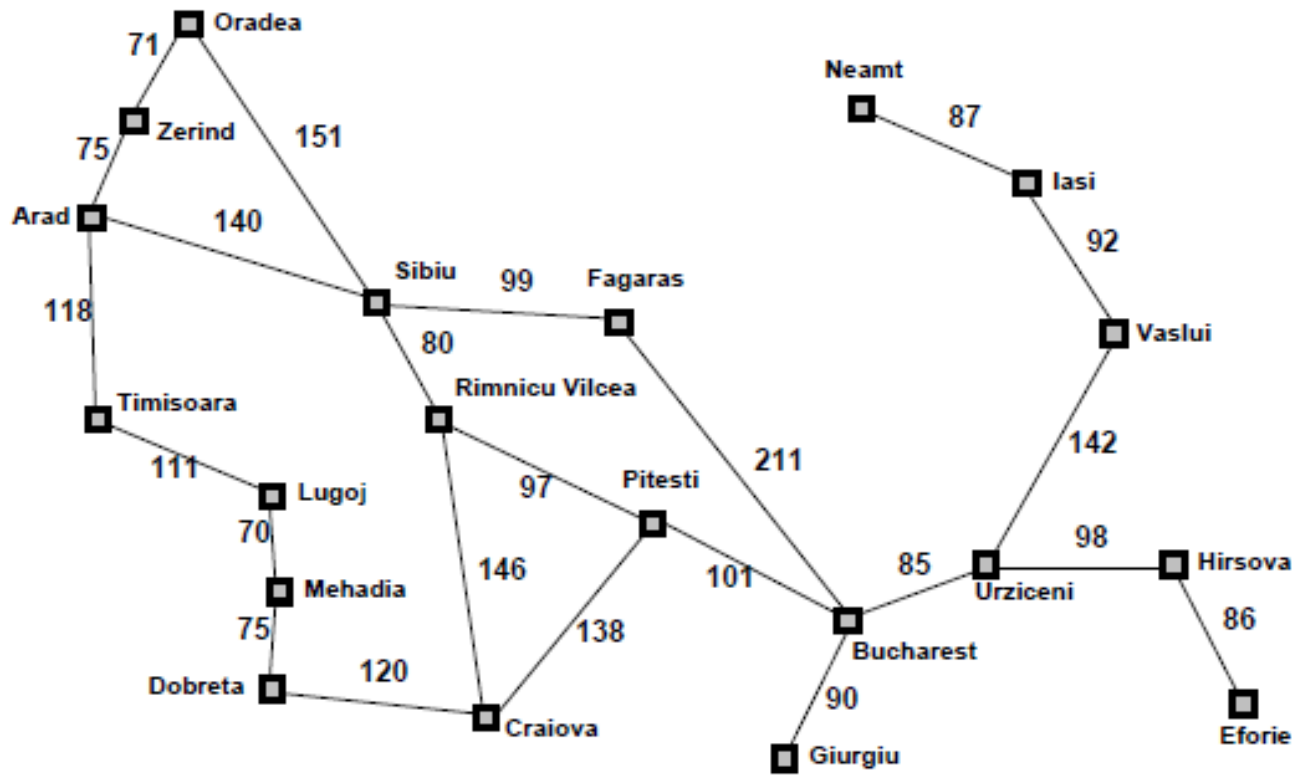 Oradea
71
Neamt
87
Zerind
151
75
Iasi
Arad
140
92
Sibiu
99
Fagaras
118
80
Vaslui
Rimnicu Vilcea
Timisoara
142
211
111
97
Pitesti
Lugoj
70
98
Hirsova
146
101
85
Mehadia
Urziceni
75
138
86
Bucharest
120
Dobreta
90
Craiova
Eforie
Giurgiu